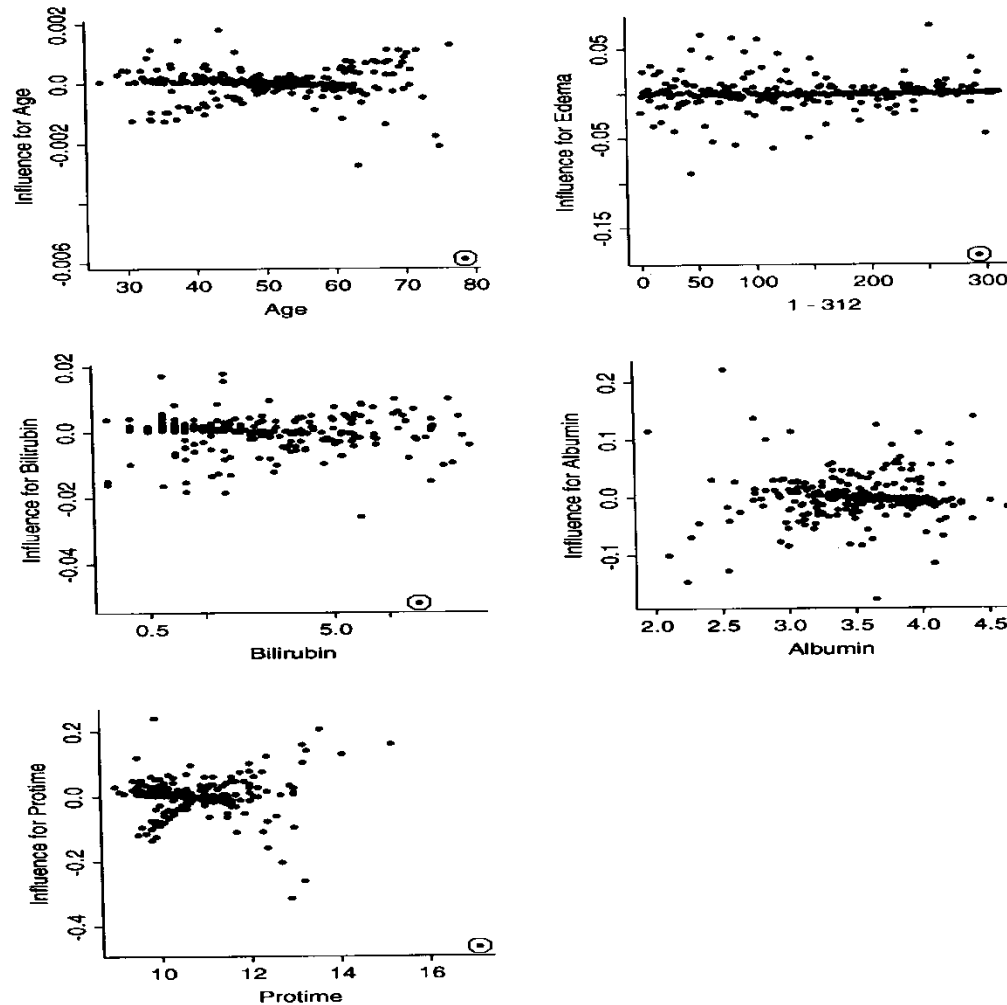 Influence for Age
0.002
0.0
-0.002
-0.006
30 40 50 60 70 80
Age
Influence for Edema
0.05
-0.05
-0.15
0 50 100 200 300
1 - 312
Influence for Bilirubin
0.02
0.0
-0.02
-0.04
0.5 5.0
Bilirubin
Influence for Albumin
0.2
0.1
0.0
-0.1
2.0 2.5 3.0 3.5 4.0 4.5
Albumin
Influence for Protime
0.2
0.0
-0.2
-0.4
10 12 14 16
Protime